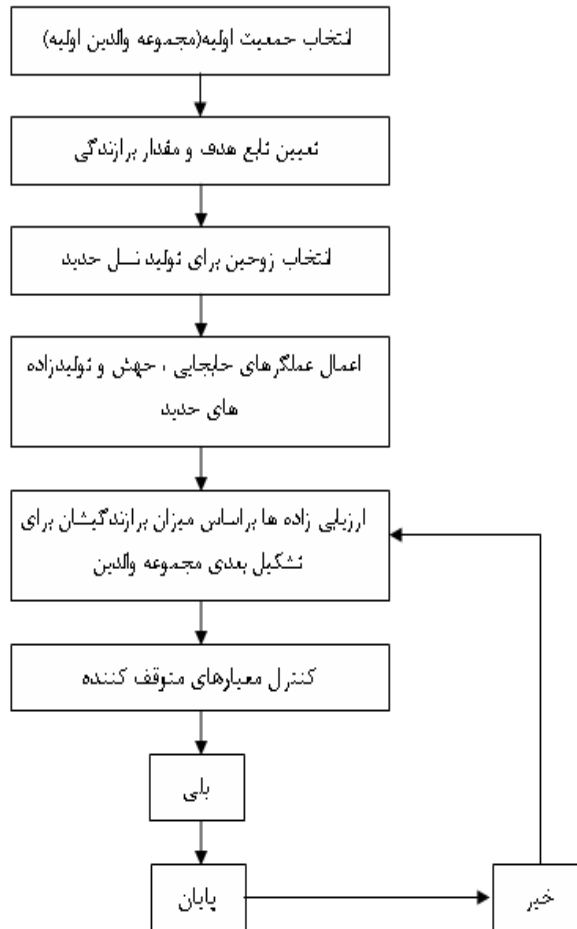 انتخاب جمعیت اولیه(مجموعه والدین اولیه)
تعیین تابع هدف و مقدار برازندگی
انتخاب زوجین برای تولید نسل جدید
اعمال عملگرهای جابجایی ، جهش و تولیدزاده
های جدید
ارزیابی زاده ها براساس میزان برازندگیشان برای
تشکیل بعدی مجموعه والدین
کنترل معیارهای متوقف کننده
بلی
پایان
خیر